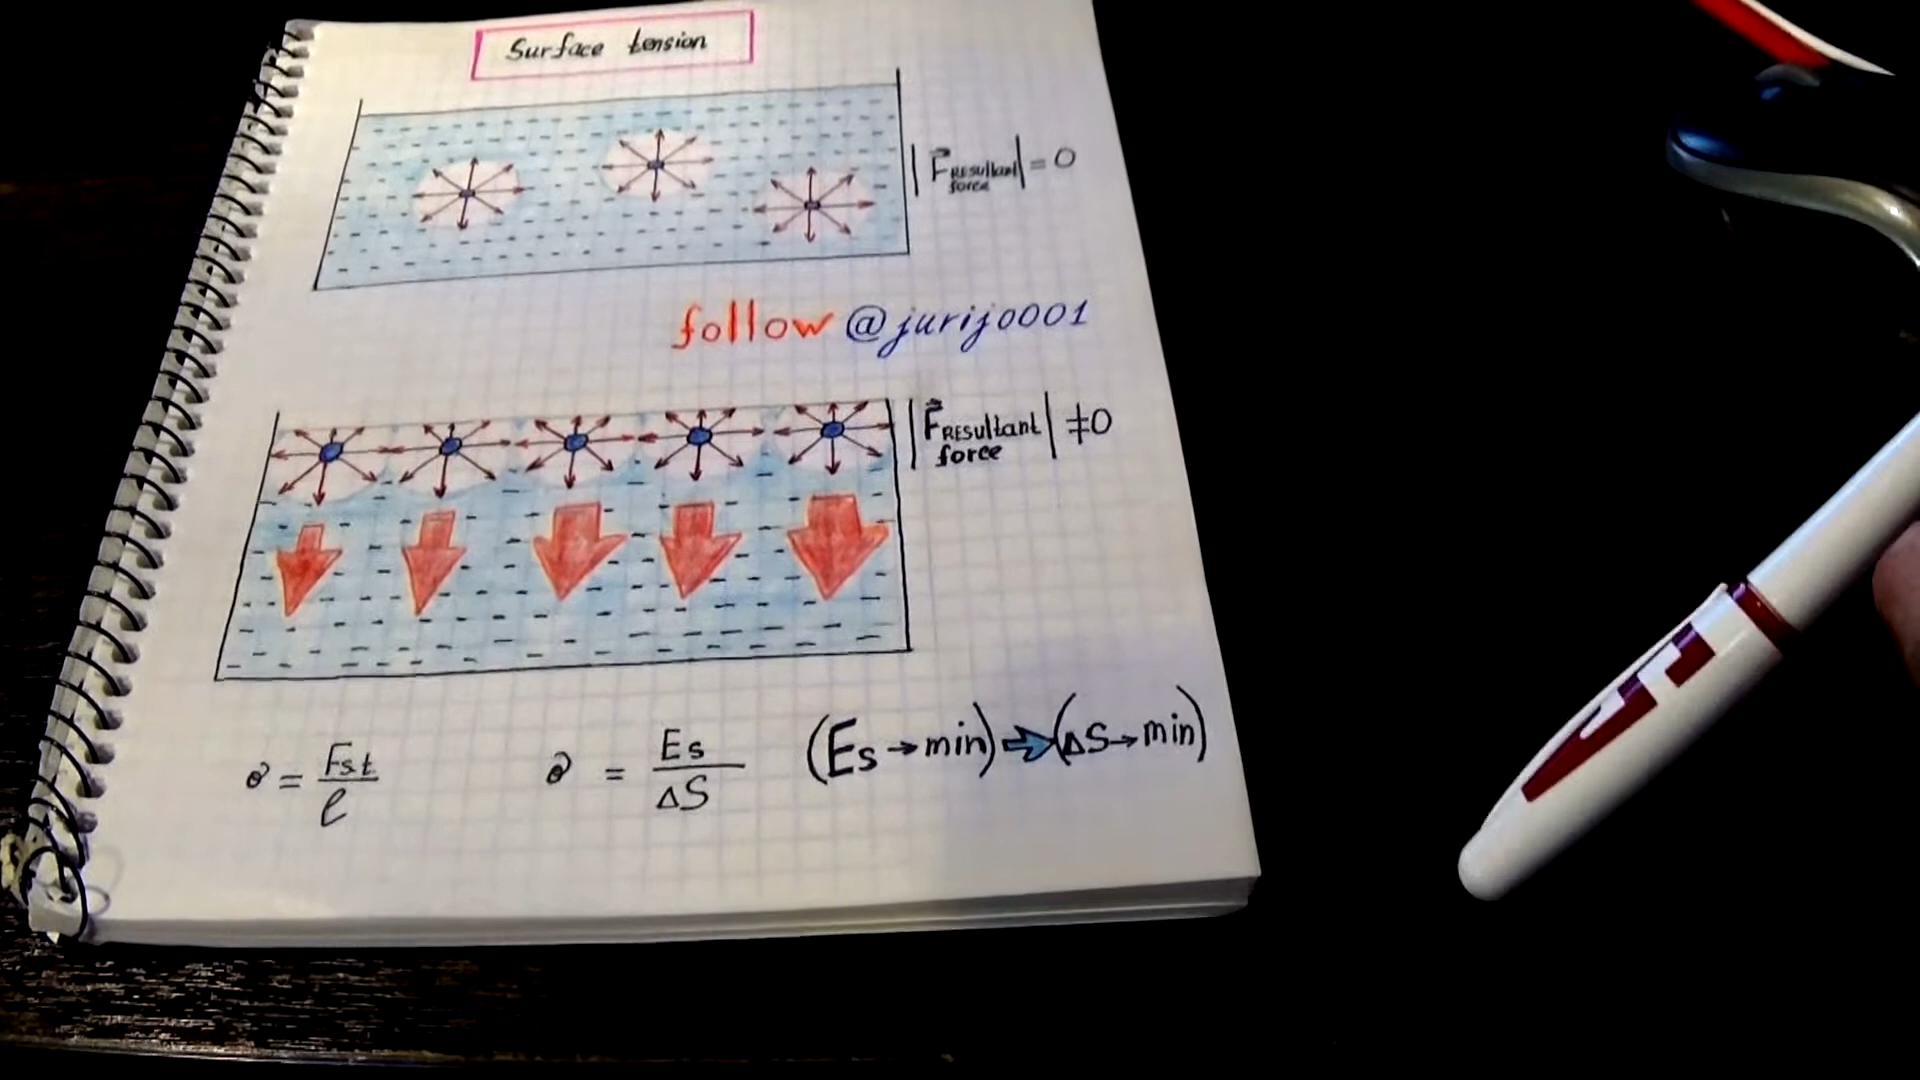 Surface tension
|F⃗ Resultant force| = 0
follow @jurij0001
|F⃗ Resultant force| ≠ 0
σ = Fst / ℓ
σ = Es / ΔS
(Es → min) ⇒ (ΔS → min)